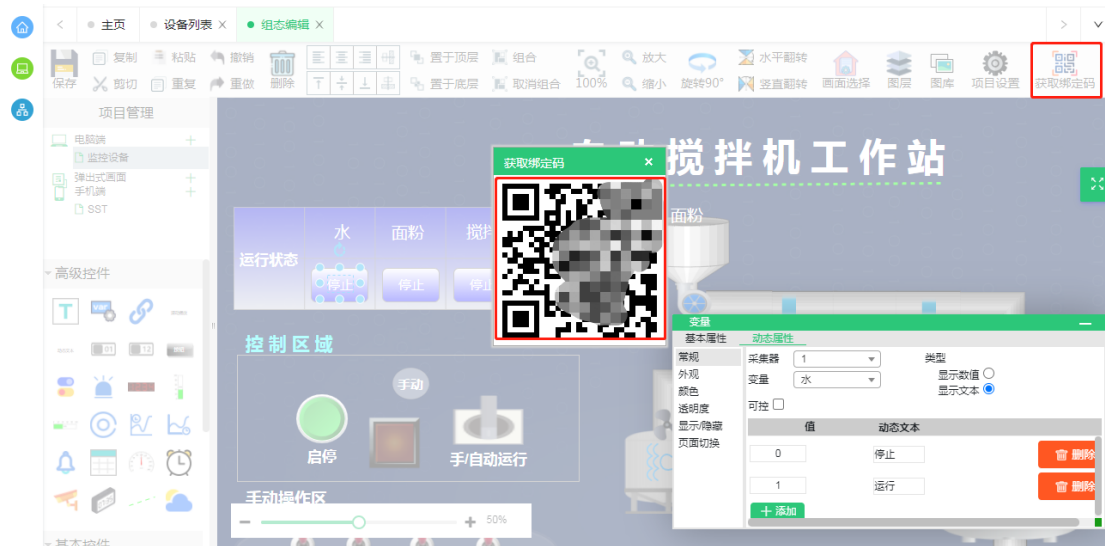 主页 设备列表 × 组态编辑 ×
复制 粘贴 撤销 置于顶层 组合 放大 水平翻转
保存 剪切 重复 重做 删除 置于底层 取消组合 100% 缩小 旋转90° 竖直翻转 画面选择 图层 图库 项目设置 获取绑定码
项目管理
电脑端
监控设备
弹出式画面
手机端
SST
高级控件
基本控件
搅拌机工作站
获取绑定码 ×
面粉
水 面粉
运行状态
停止 停止
控制区域
手动
启停
手/自动运行
手动操作区
50%
变量
基本属性 动态属性
常规
外观
颜色
透明度
显示/隐藏
页面切换
采集器 1
变量 水
可控
类型
显示数值
显示文本
值 动态文本
0 停止 删除
1 运行 删除
添加